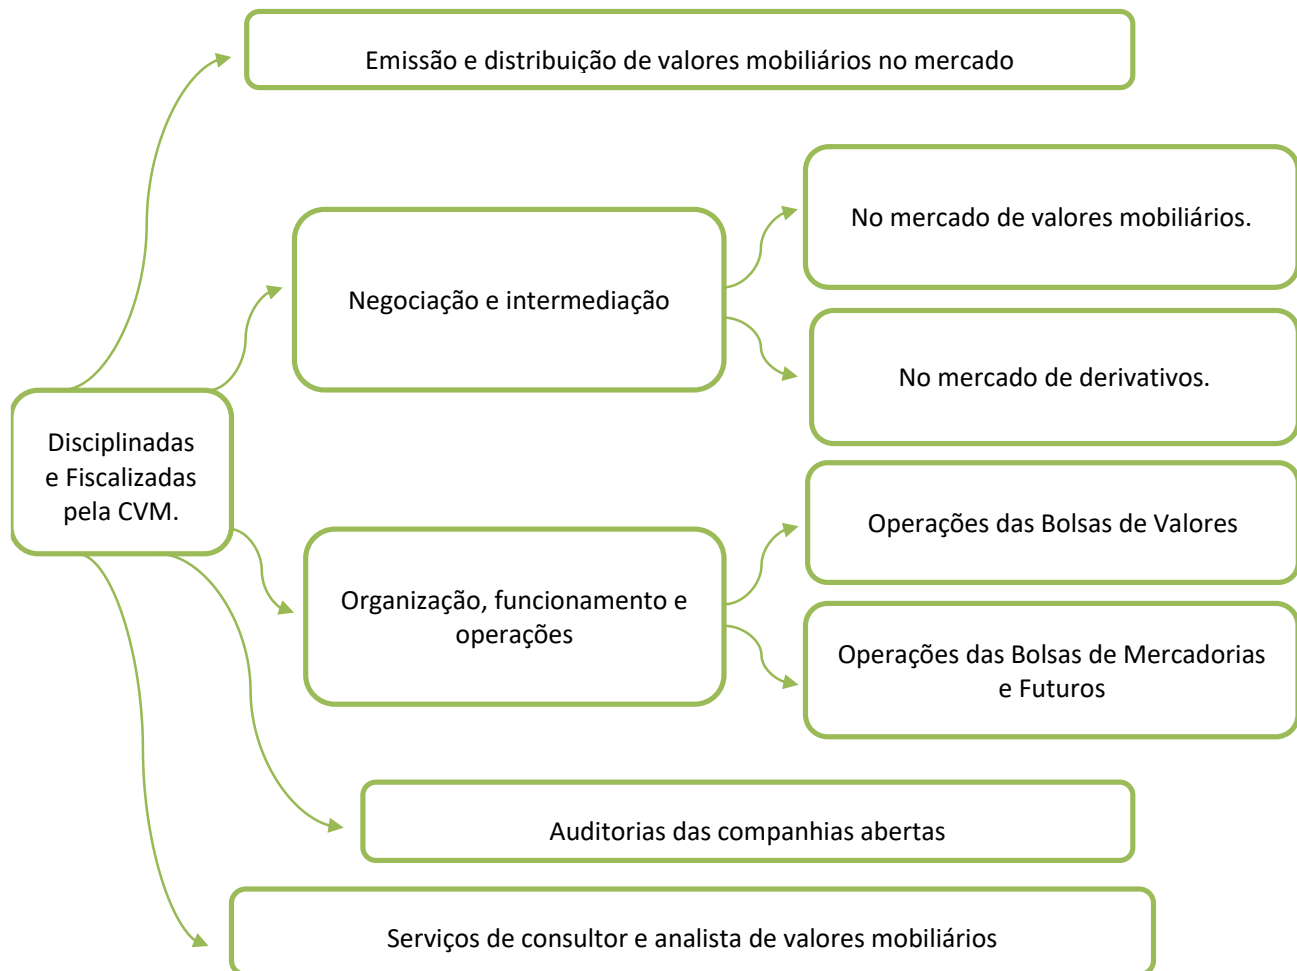 Emissão e distribuição de valores mobiliários no mercado
No mercado de valores mobiliários.
Negociação e intermediação
No mercado de derivativos.
Disciplinadas
e Fiscalizadas
pela CVM.
Operações das Bolsas de Valores
Organização, funcionamento e
operações
Operações das Bolsas de Mercadorias
e Futuros
Auditorias das companhias abertas
Serviços de consultor e analista de valores mobiliários